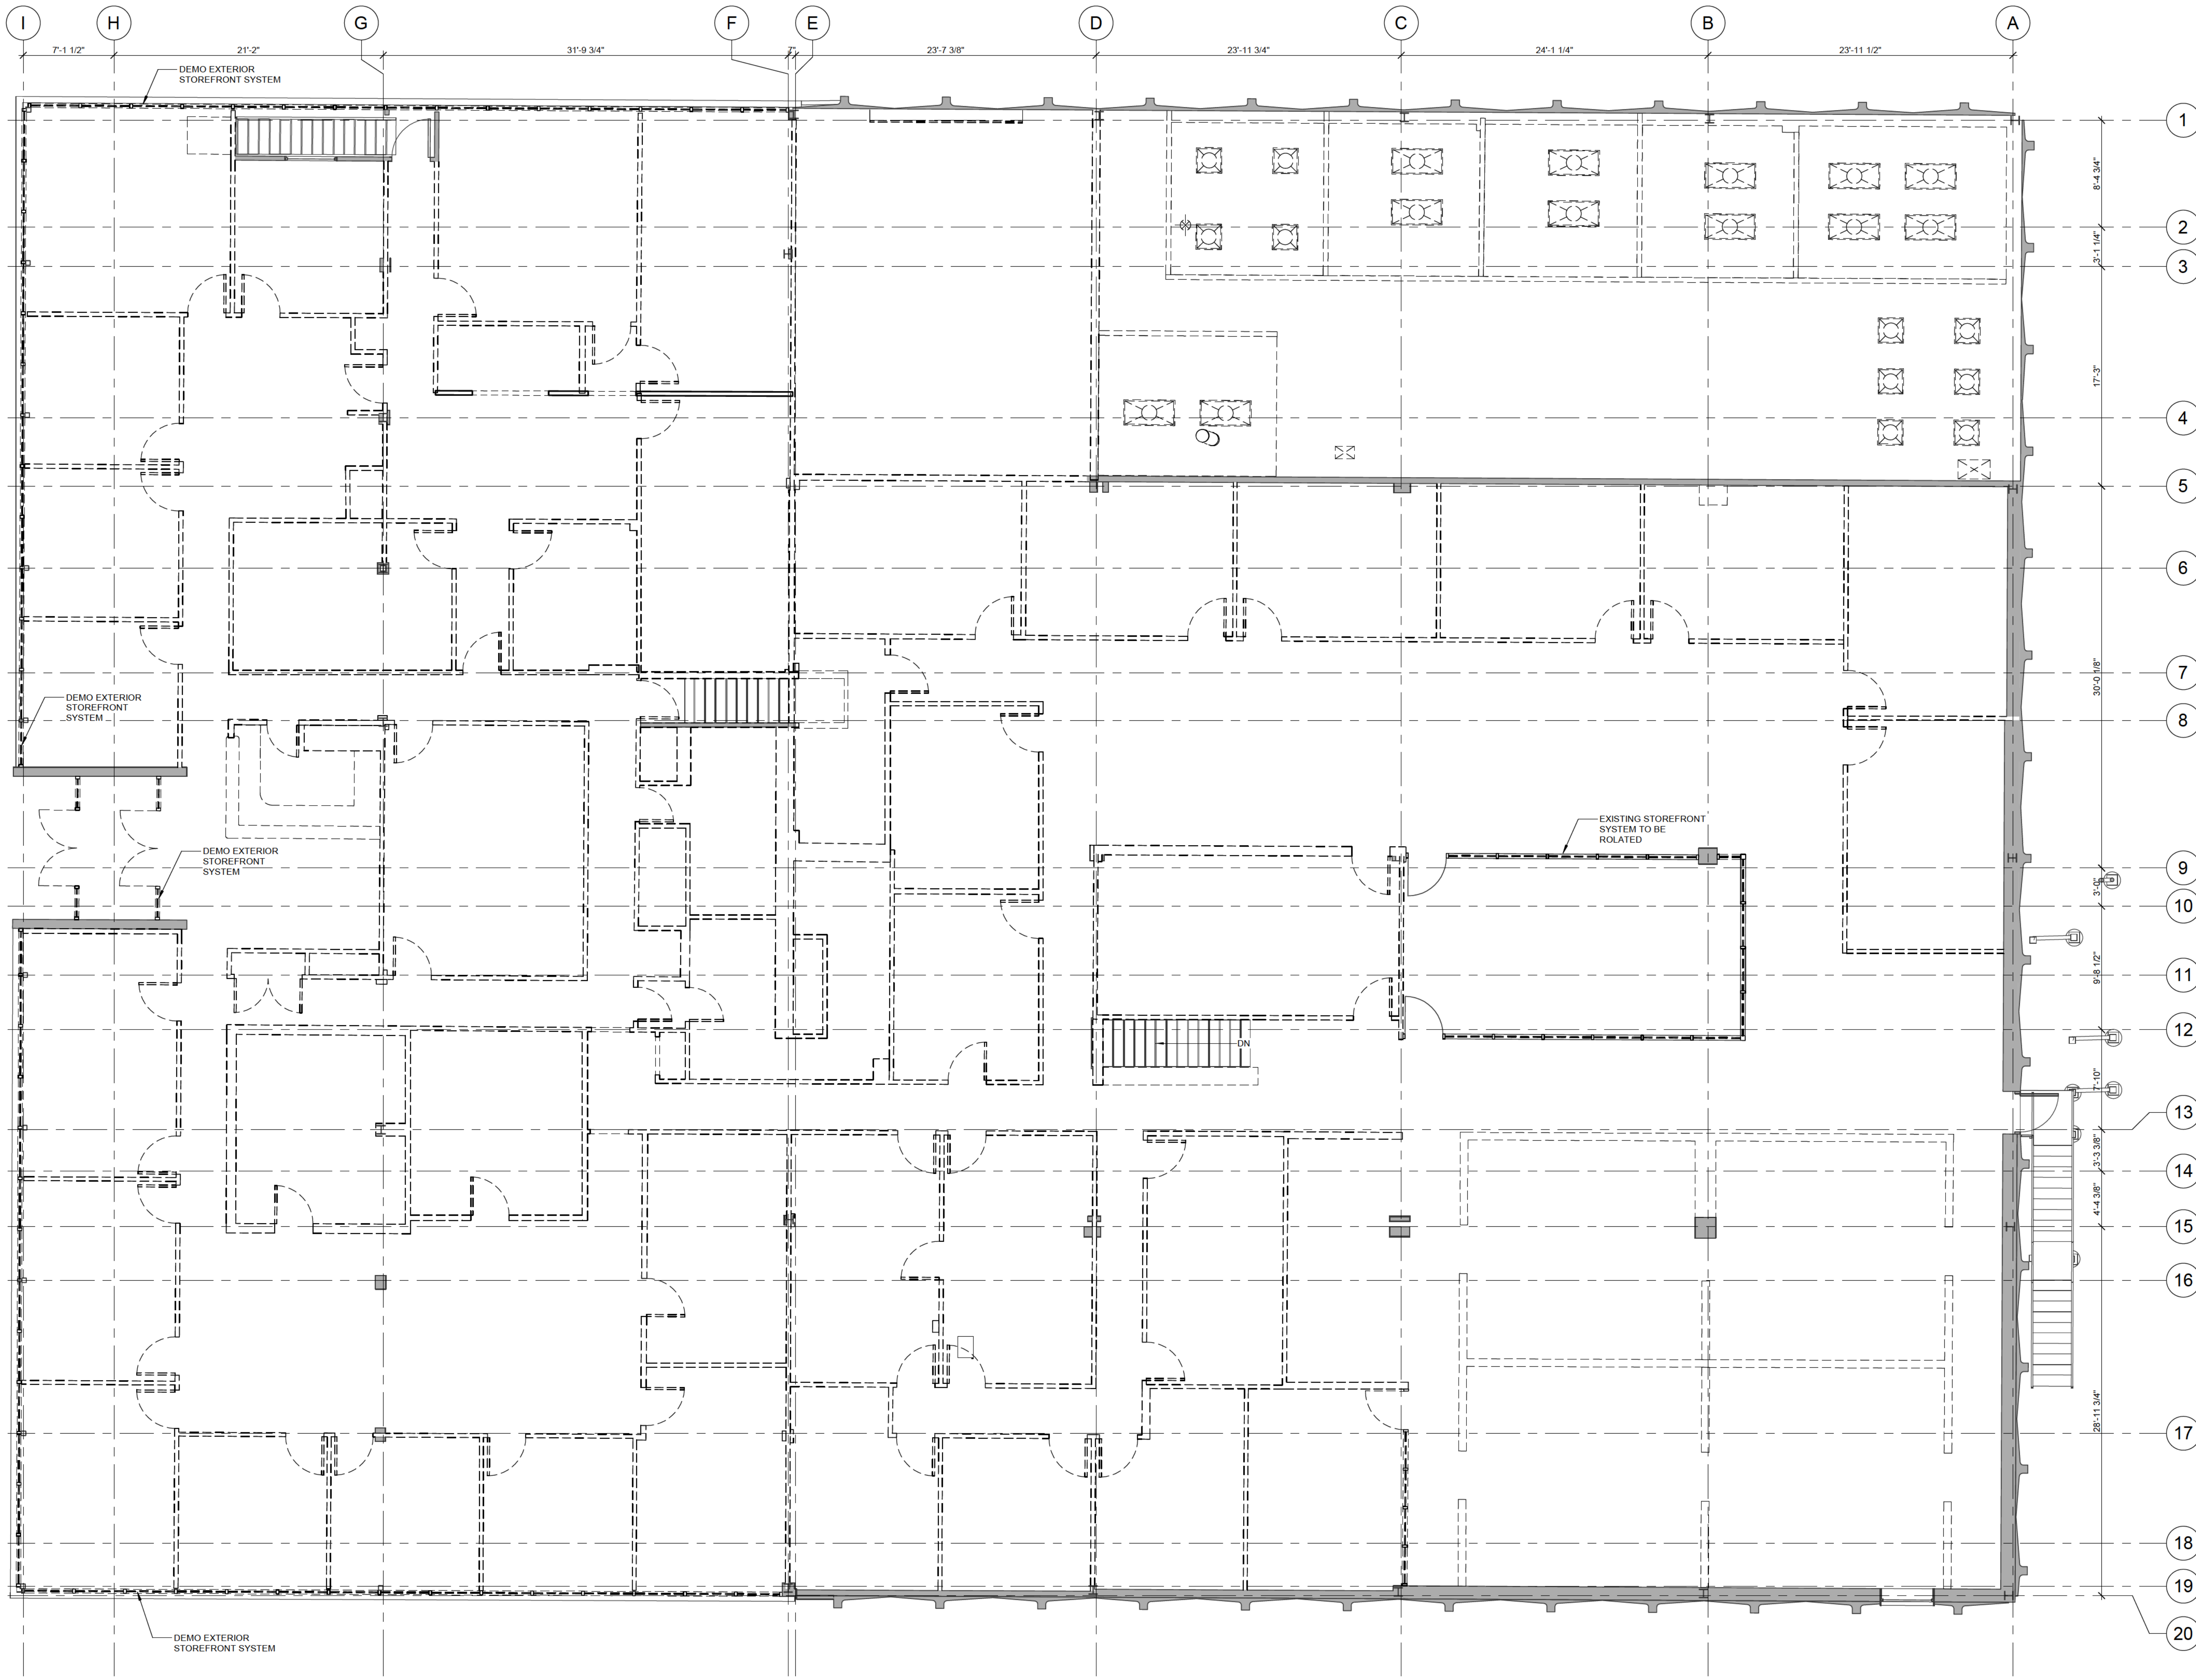 I
H
G
F
E
D
C
B
A
7'-1 1/2"
21'-2"
31'-9 3/4"
7"
23'-7 3/8"
23'-11 3/4"
24'-1 1/4"
23'-11 1/2"
DEMO EXTERIOR
STOREFRONT SYSTEM
1
8'-4 3/4"
2
3'-1 1/4"
3
17'-3"
4
5
6
30'-0 1/8"
7
DEMO EXTERIOR
STOREFRONT
SYSTEM
8
EXISTING STOREFRONT
SYSTEM TO BE
ROLATED
DEMO EXTERIOR
STOREFRONT
SYSTEM
9
3'-0"
10
9'-8 1/2"
11
12
DN
7'-10"
13
3'-3 3/8"
14
4'-4 3/8"
15
16
28'-11 3/4"
17
18
19
20
DEMO EXTERIOR
STOREFRONT SYSTEM